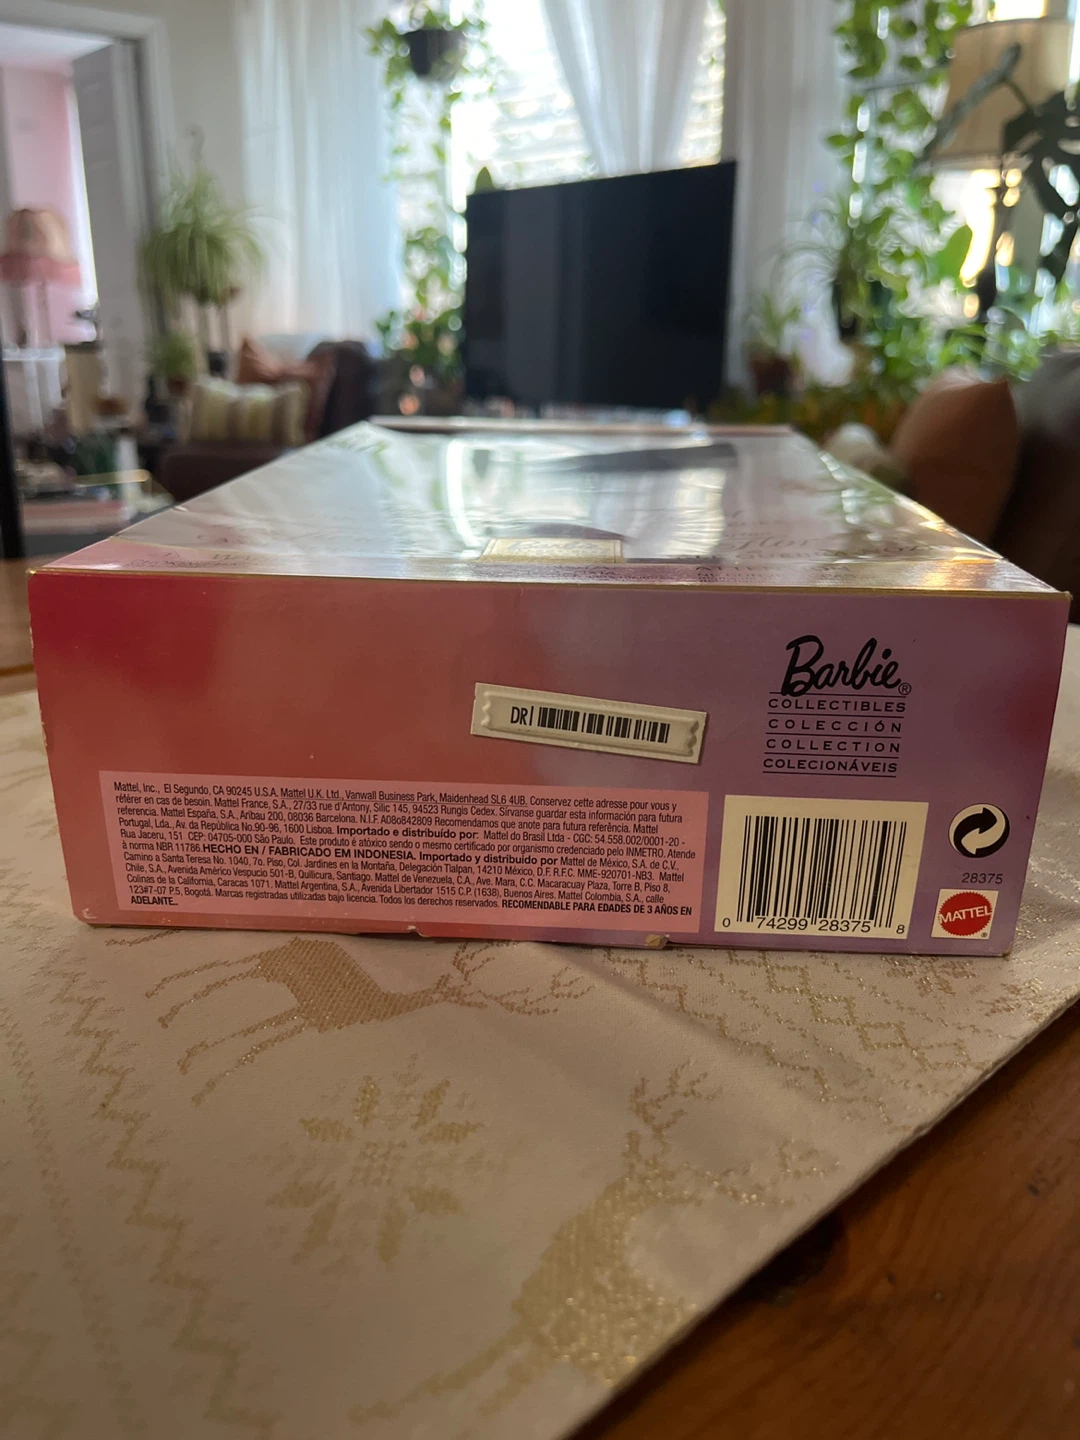 DRI
Barbie®
COLLECTIBLES
COLECCIÓN
COLLECTION
COLECIONÁVEIS
Mattel, Inc., El Segundo, CA 90245 U.S.A. Mattel U.K. Ltd., Vanwall Business Park, Maidenhead SL6 4UB. Conservez cette adresse pour vous y
référer en cas de besoin. Mattel France, S.A., 27/33 rue d'Antony, Silic 145, 94523 Rungis Cedex. Sírvanse guardar esta información para futura
referencia. Mattel España, S.A., Aribau 200, 08036 Barcelona. N.I.F. A08084280 Recomendamos que anote para futura referência. Mattel
Portugal, Lda., Av. da República No. 90-96, 1600 Lisboa. Importado e distribuído por: Mattel do Brasil Ltda - CGC: 54.558.002/0001-20 -
Rua Jaceru, 151 CEP: 04705-000 São Paulo. Este produto é atóxico sendo o mesmo certificado por organismo credenciado pelo INMETRO. Atende
à norma NBR 11786. HECHO EN / FABRICADO EM INDONESIA. Importado y distribuido por Mattel de México, S.A. de C.V.,
Camino a Santa Teresa No. 1040, 7o. Piso, Col. Jardines en la Montaña, Delegación Tlalpan, 14210 México, D.F. R.F.C. MME-920701-NB3. Mattel
Chile, S.A., Avenida Américo Vespucio 501-B, Quilicura, Santiago. Mattel de Venezuela, C.A., Ave. Mara, C.C. Macaracuay Plaza, Torre B, Piso 8,
Colinas de la California, Caracas 1071. Mattel Argentina, S.A., Avenida Libertador 1515 C.P. (1638), Buenos Aires. Mattel Colombia, S.A., calle
123#7-07 P.5, Bogotá. Marcas registradas utilizadas bajo licencia. Todos los derechos reservados. RECOMENDABLE PARA EDADES DE 3 AÑOS EN
ADELANTE.
0 74299 28375 8
28375
MATTEL®